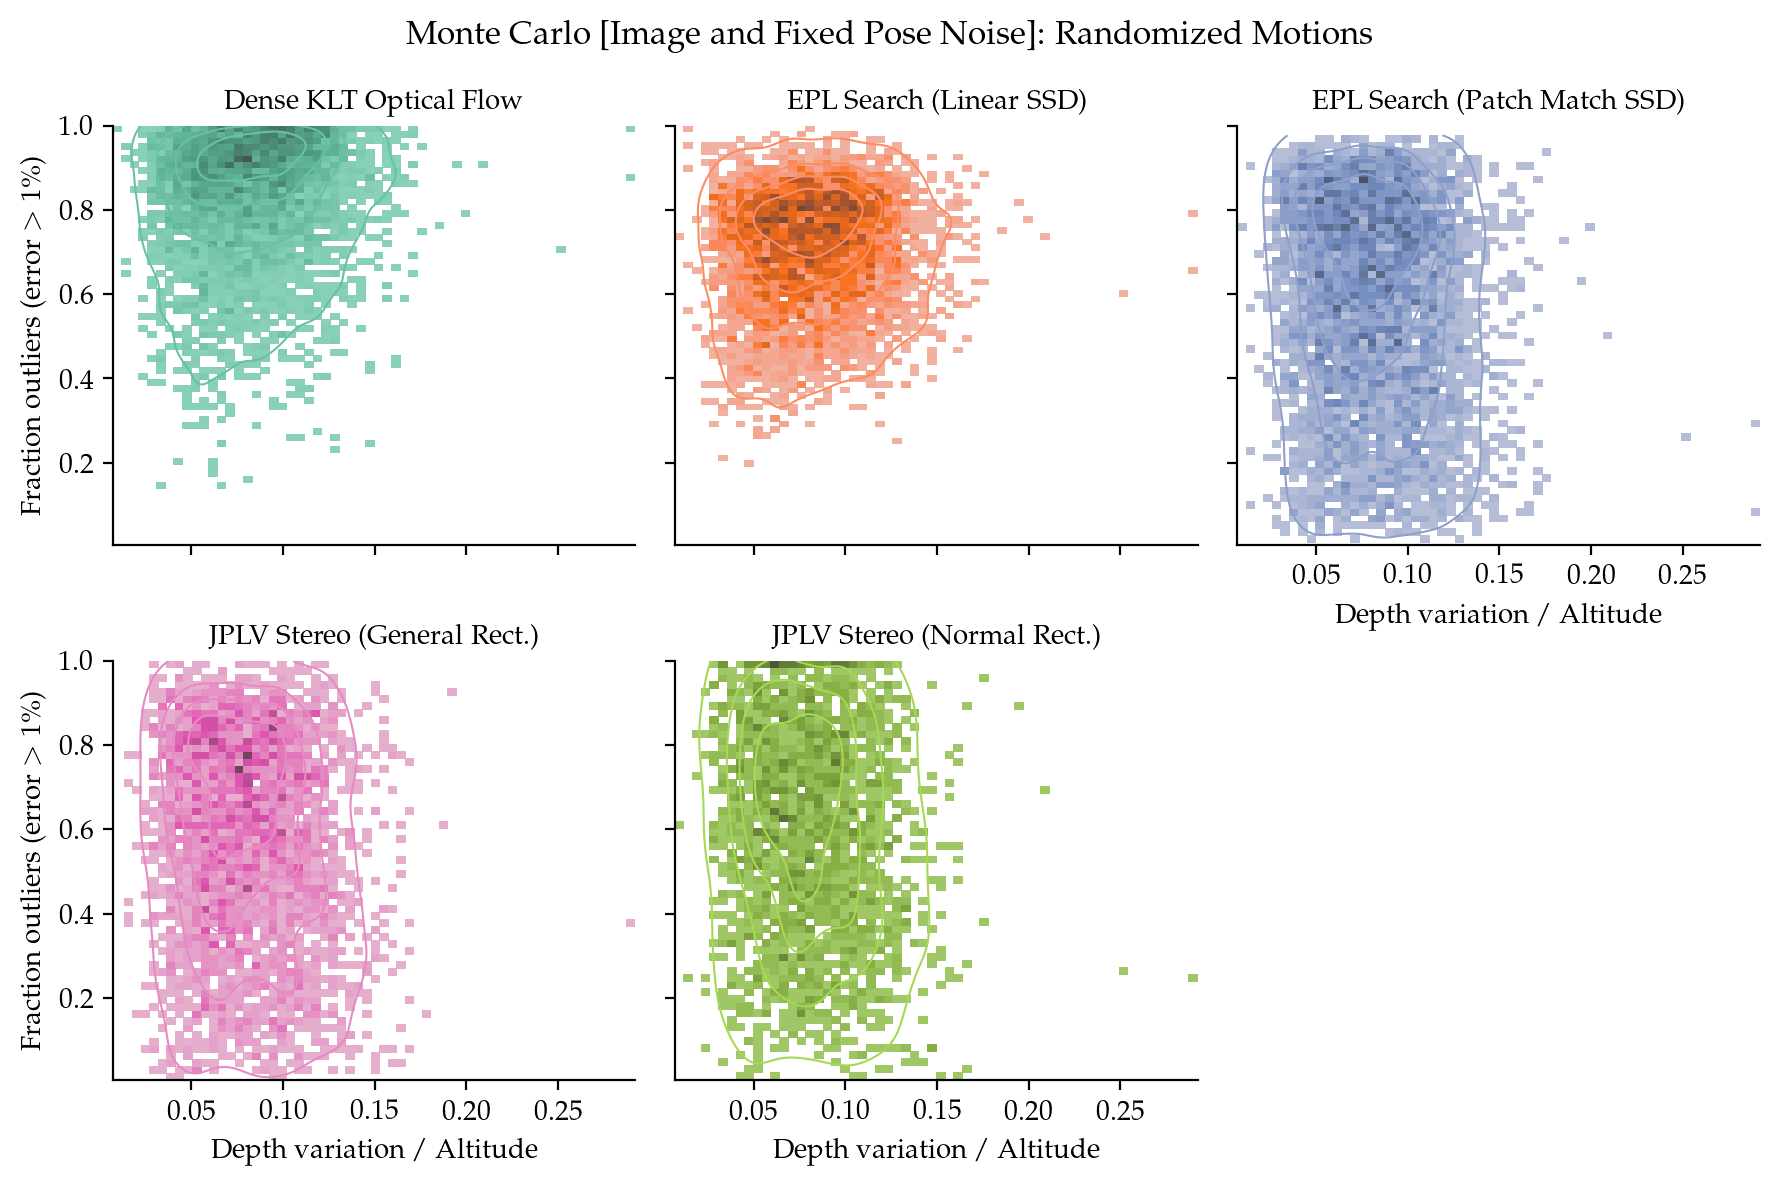 Monte Carlo [Image and Fixed Pose Noise]: Randomized Motions
Dense KLT Optical Flow
EPL Search (Linear SSD)
EPL Search (Patch Match SSD)
Fraction outliers (error > 1%)
1.0
0.8
0.6
0.4
0.2
0.05 0.10 0.15 0.20 0.25
Depth variation / Altitude
JPLV Stereo (General Rect.)
JPLV Stereo (Normal Rect.)
Fraction outliers (error > 1%)
1.0
0.8
0.6
0.4
0.2
0.05 0.10 0.15 0.20 0.25
Depth variation / Altitude
0.05 0.10 0.15 0.20 0.25
Depth variation / Altitude